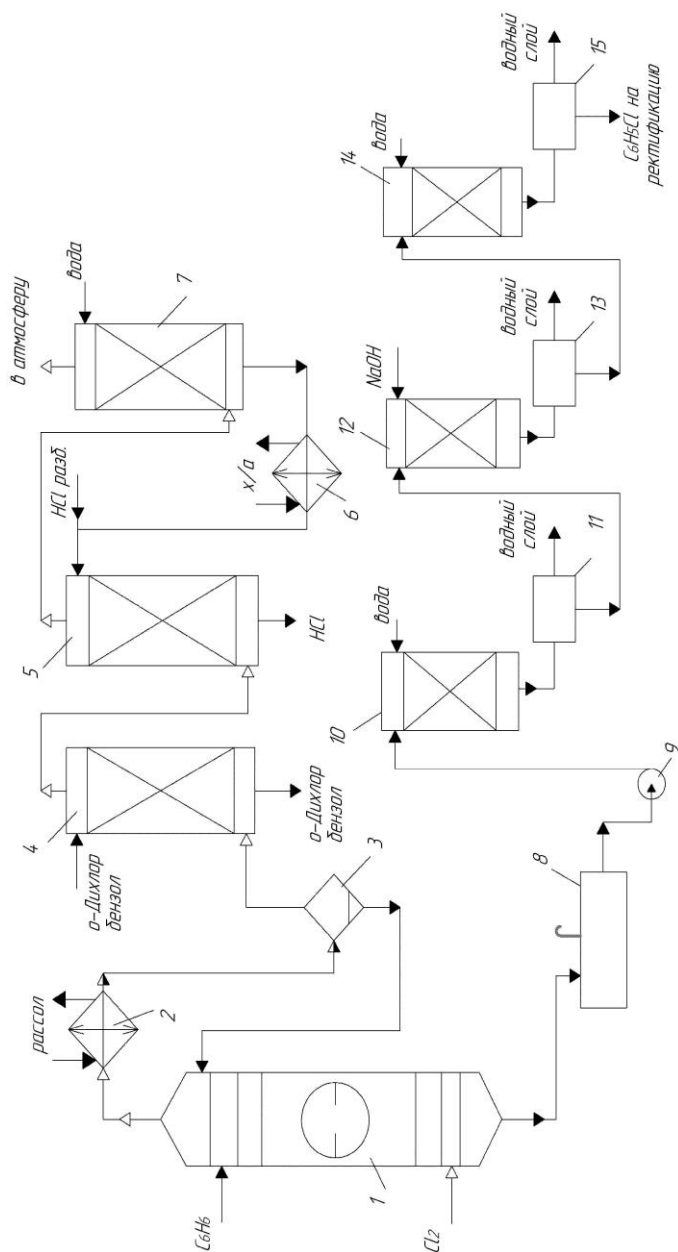 C6H6
Cl2
1
рассол
2
3
о-Дихлор
бензол
4
о-Дихлор
бензол
5
HCl
HCl разб.
х/а
6
в атмосферу
вода
7
8
9
10
вода
водный
слой
11
12
NaOH
водный
слой
13
14
вода
водный
слой
15
C6H5Cl на
ректификацию